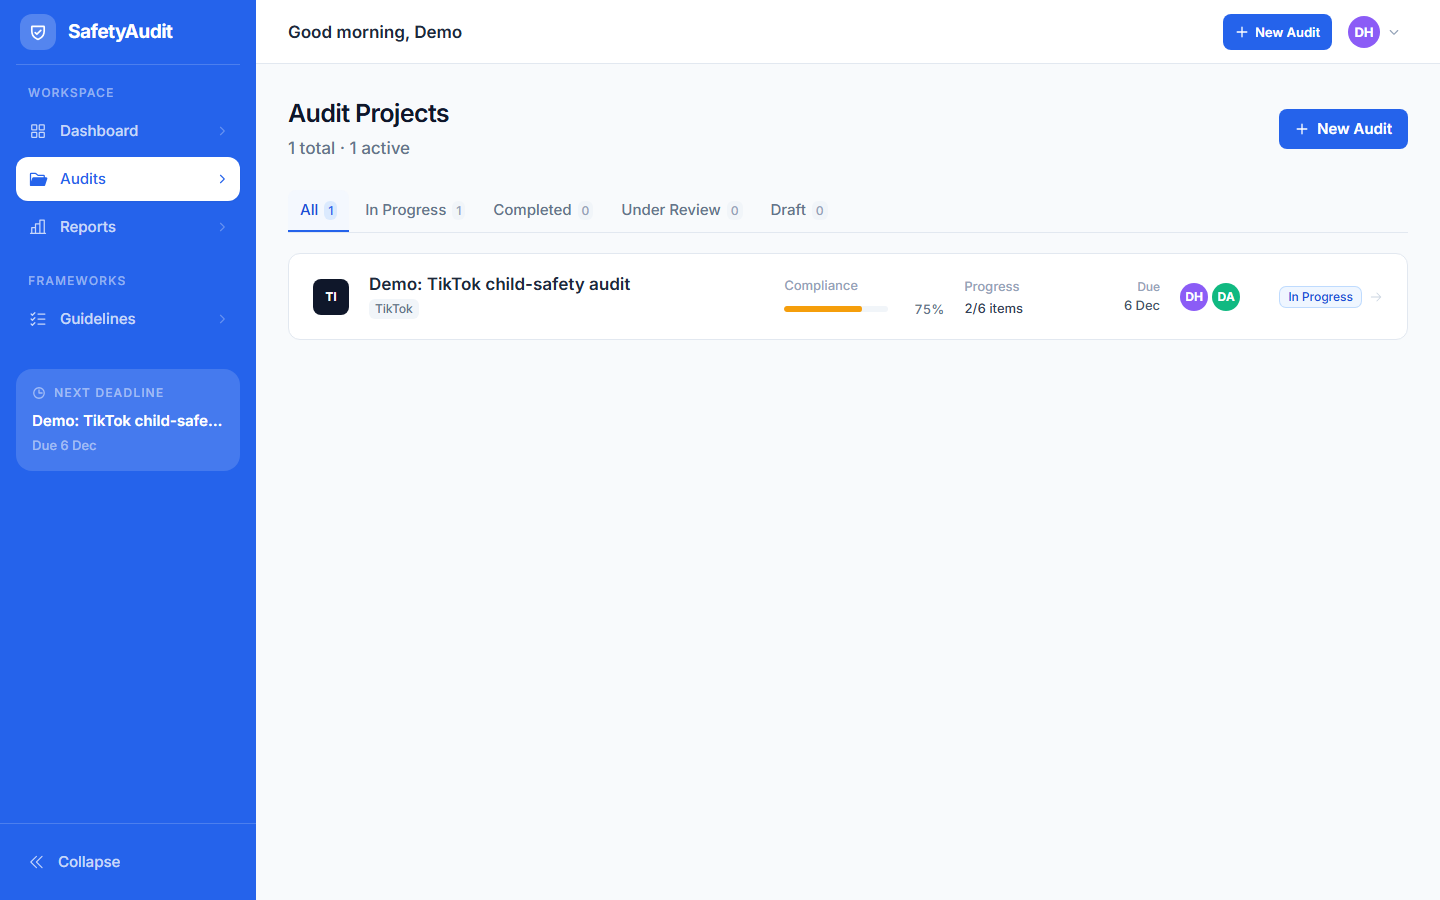 SafetyAudit
WORKSPACE
Dashboard
Audits
Reports
FRAMEWORKS
Guidelines
NEXT DEADLINE
Demo: TikTok child-safe...
Due 6 Dec
Collapse
Good morning, Demo
New Audit
DH
Audit Projects
1 total · 1 active
New Audit
All 1
In Progress 1
Completed 0
Under Review 0
Draft 0
TI
Demo: TikTok child-safety audit
TikTok
Compliance
75%
Progress
2/6 items
Due
6 Dec
DH
DA
In Progress